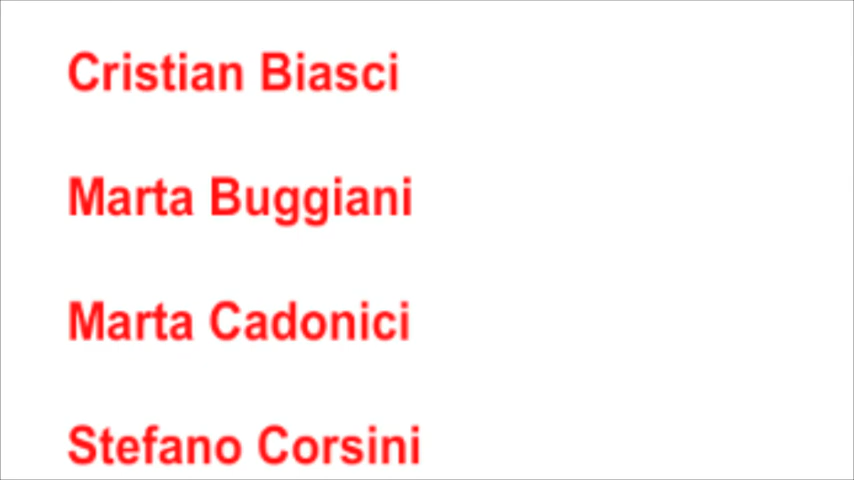 Cristian Biasci
Marta Buggiani
Marta Cadonici
Stefano Corsini